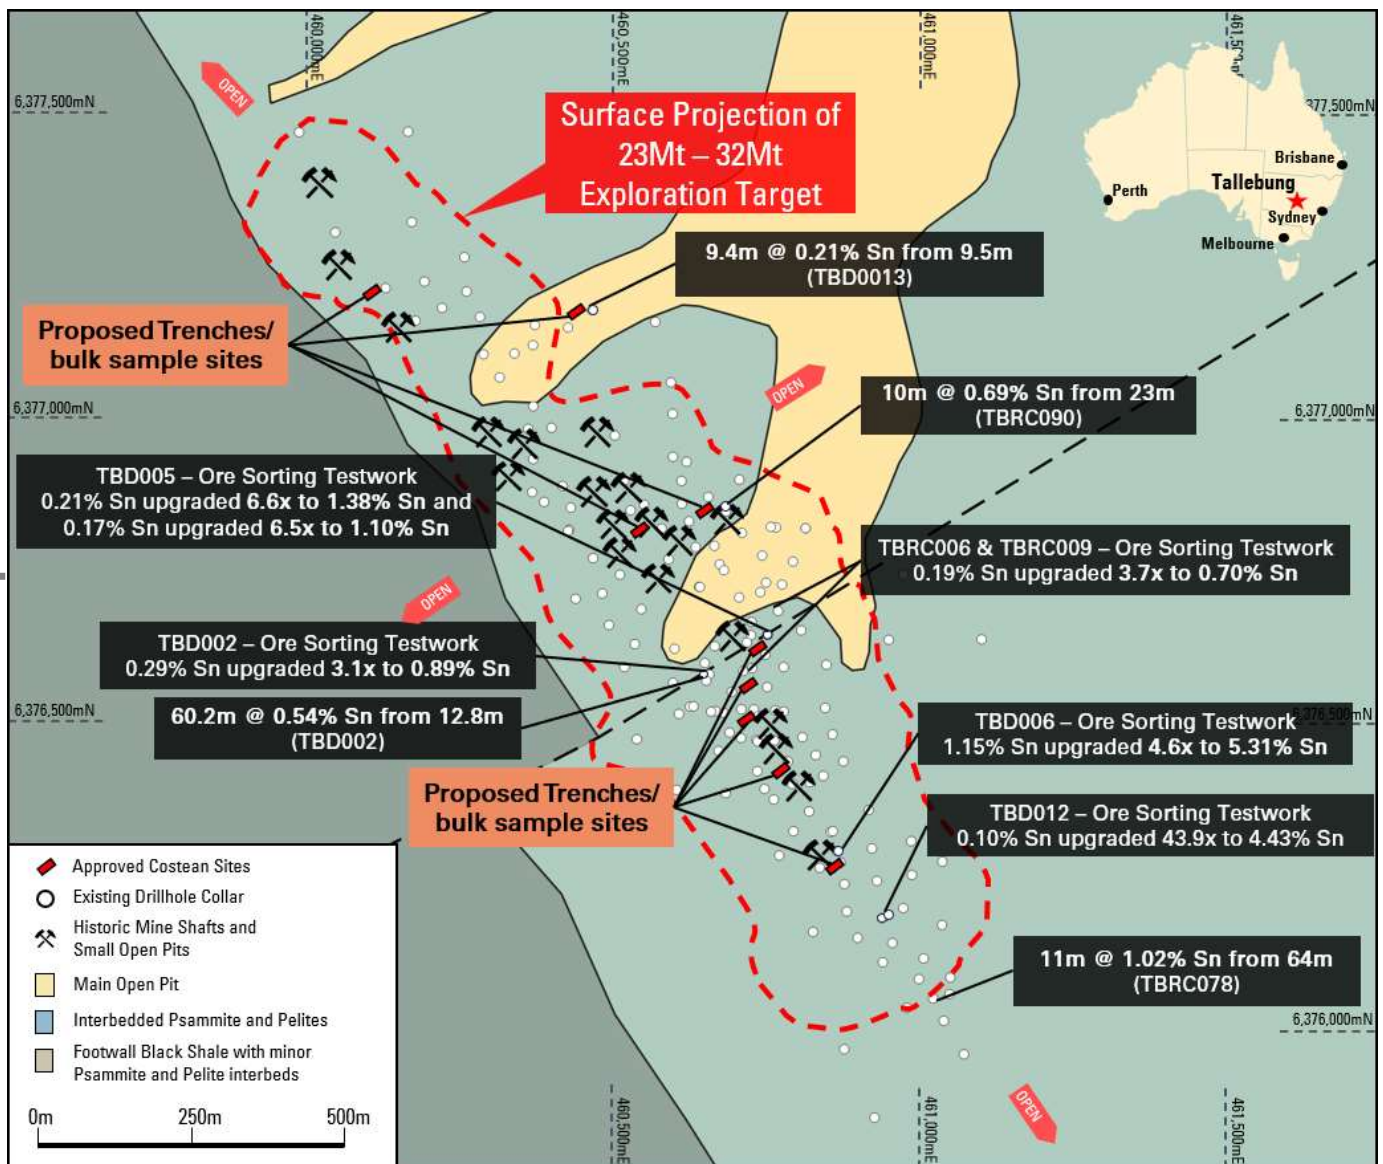 460,000mE
460,500mE
461,000mE
OPEN
6,377,500mN
377,500mN
Surface Projection of
23Mt – 32Mt
Exploration Target
Brisbane
Perth
Tallebung
Sydney
Melbourne
9.4m @ 0.21% Sn from 9.5m
(TBD0013)
Proposed Trenches/
bulk sample sites
OPEN
10m @ 0.69% Sn from 23m
(TBRC090)
6,377,000mN
6,377,000mN
TBD005 – Ore Sorting Testwork
0.21% Sn upgraded 6.6x to 1.38% Sn and
0.17% Sn upgraded 6.5x to 1.10% Sn
TBRC006 & TBRC009 – Ore Sorting Testwork
0.19% Sn upgraded 3.7x to 0.70% Sn
OPEN
TBD002 – Ore Sorting Testwork
0.29% Sn upgraded 3.1x to 0.89% Sn
6,376,500mN
6,376,500mN
60.2m @ 0.54% Sn from 12.8m
(TBD002)
TBD006 – Ore Sorting Testwork
1.15% Sn upgraded 4.6x to 5.31% Sn
Proposed Trenches/
bulk sample sites
TBD012 – Ore Sorting Testwork
0.10% Sn upgraded 43.9x to 4.43% Sn
11m @ 1.02% Sn from 64m
(TBRC078)
6,376,000mN
Approved Costean Sites
Existing Drillhole Collar
Historic Mine Shafts and
Small Open Pits
Main Open Pit
Interbedded Psammite and Pelites
Footwall Black Shale with minor
Psammite and Pelite interbeds
0m 250m 500m
460,500mE
461,000mE
OPEN
461,500mE